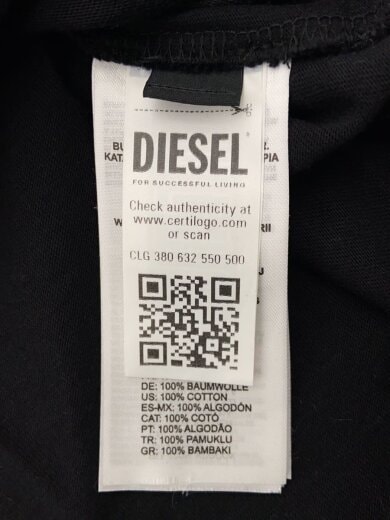 DIESEL
FOR SUCCESSFUL LIVING
Check authenticity at
www.certilogo.com
or scan
CLG 380 632 550 500
DE: 100% BAUMWOLLE
US: 100% COTTON
ES-MX: 100% ALGODÓN
CAT: 100% COTÓ
PT: 100% ALGODÃO
TR: 100% PAMUKLU
GR: 100% BAMBAKI